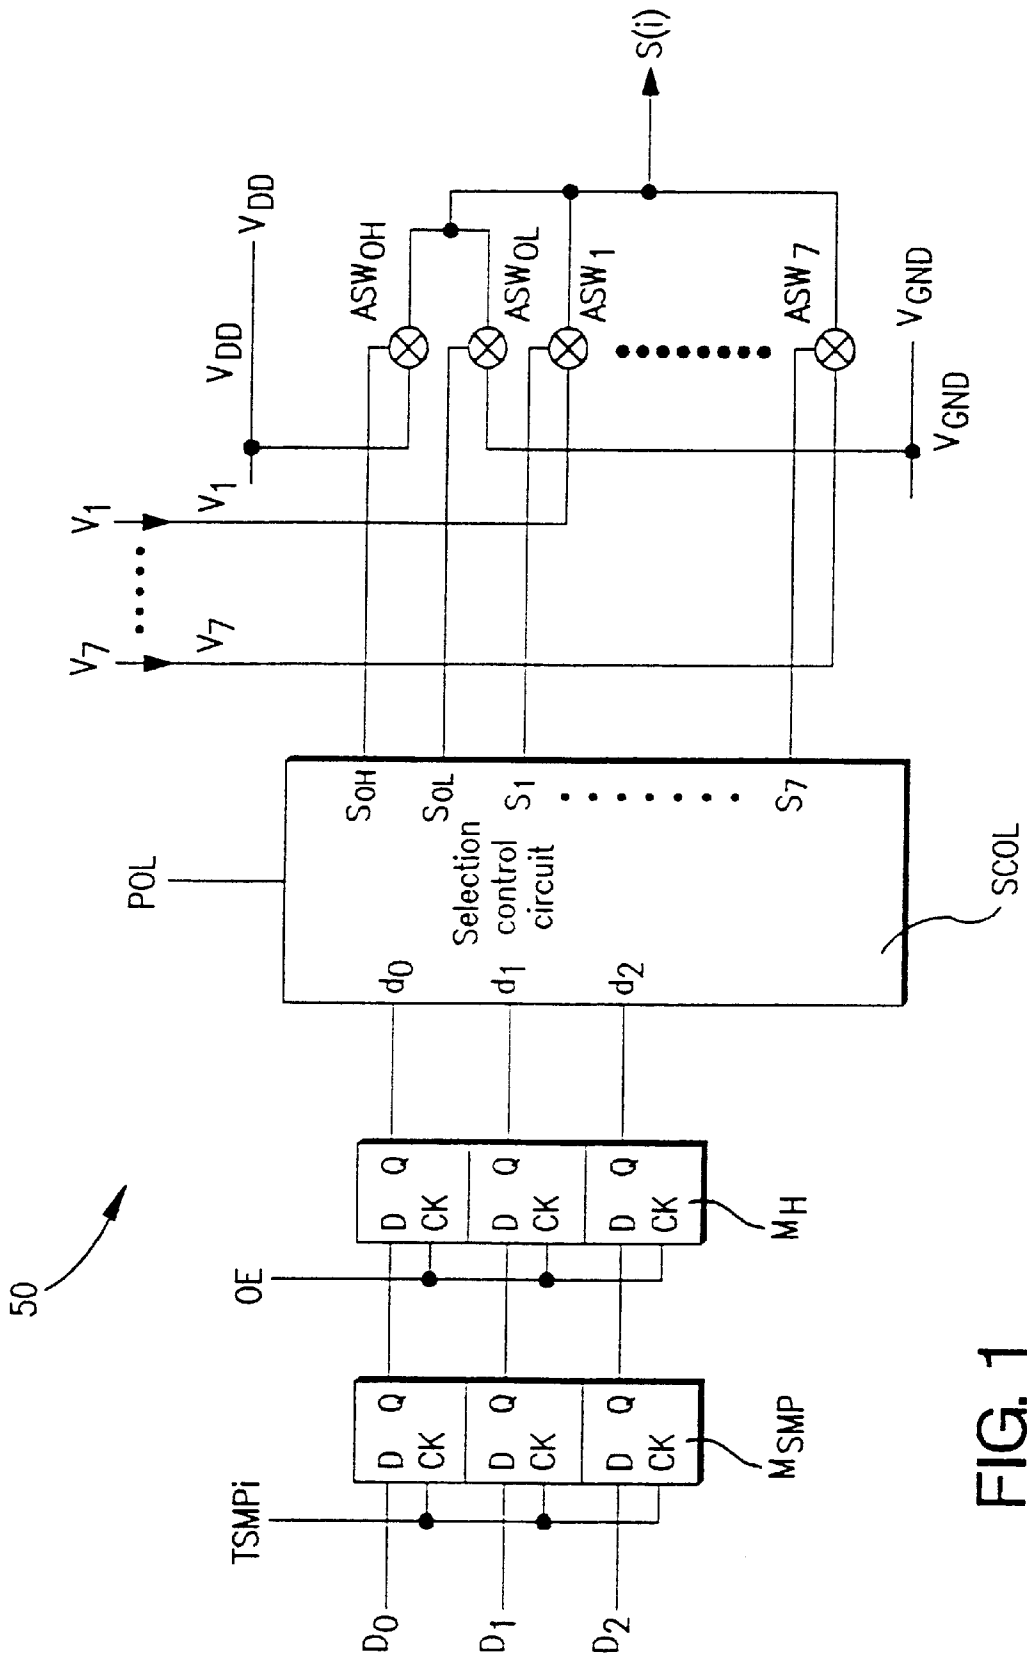 50
TSMPi
OE
POL
V7 V1
V7
V1
VDD
VDD
D0
D1
D2
D Q
CK
D Q
CK
D Q
CK
MSMP
D Q
CK
D Q
CK
D Q
CK
MH
d0
d1
d2
Selection
control
circuit
S0H
S0L
S1
S7
SCOL
ASW0H
ASW0L
ASW1
ASW7
VGND
VGND
S(i)
FIG. 1